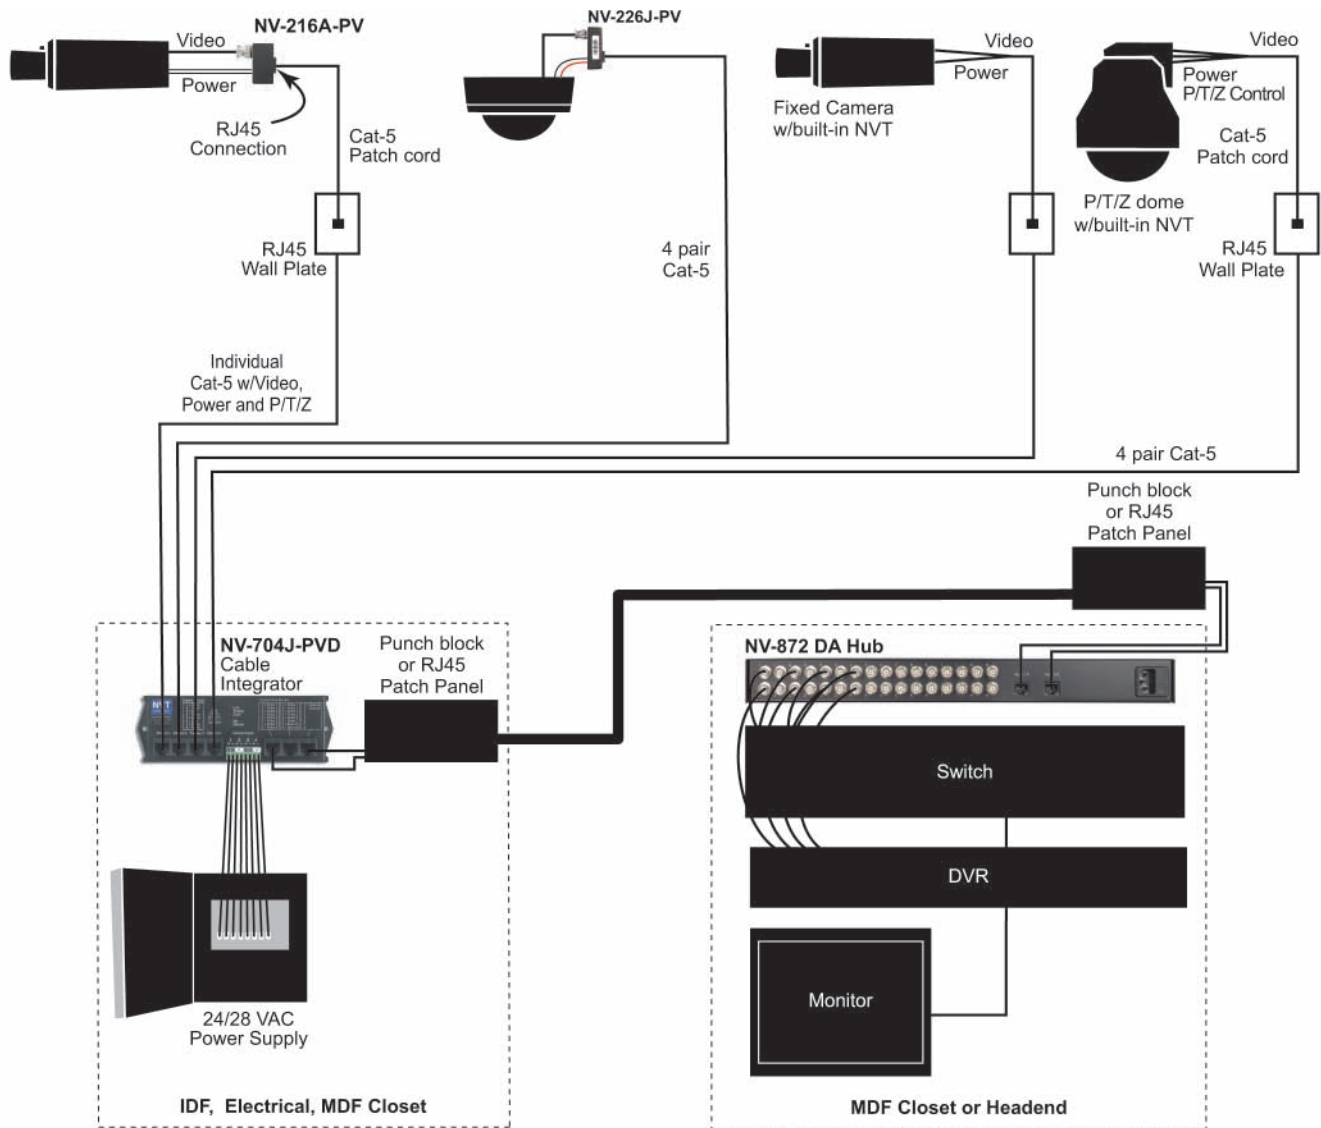 NV-216A-PV
Video
Power
RJ45
Connection
Cat-5
Patch cord
RJ45
Wall Plate
Individual
Cat-5 w/Video,
Power and P/T/Z
NV-226J-PV
4 pair
Cat-5
Video
Power
Fixed Camera
w/built-in NVT
Video
Power
P/T/Z Control
Cat-5
Patch cord
P/T/Z dome
w/built-in NVT
RJ45
Wall Plate
4 pair Cat-5
Punch block
or RJ45
Patch Panel
NV-704J-PVD
Cable
Integrator
Punch block
or RJ45
Patch Panel
NVT
24/28 VAC
Power Supply
IDF, Electrical, MDF Closet
NV-872 DA Hub
Switch
DVR
Monitor
MDF Closet or Headend